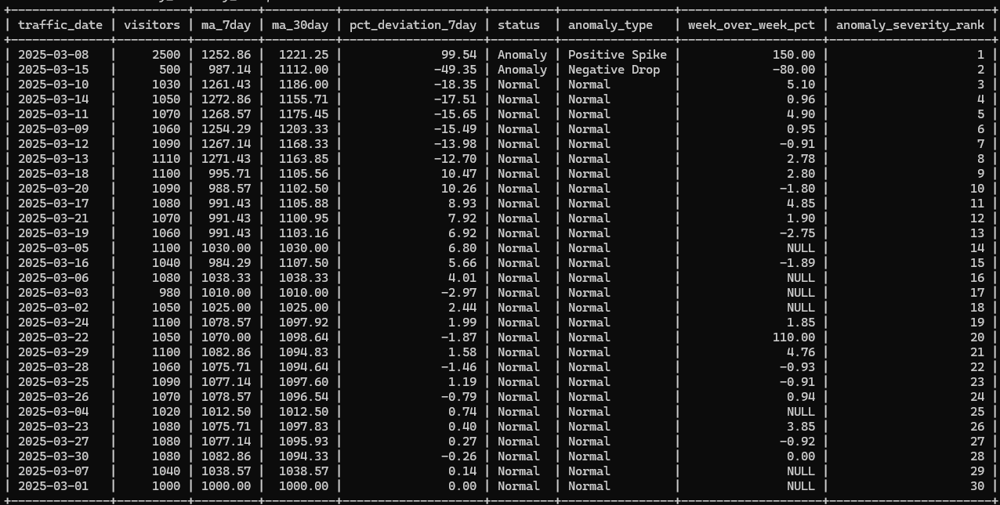 | traffic_date | visitors | ma_7day | ma_30day | pct_deviation_7day | status | anomaly_type | week_over_week_pct | anomaly_severity_rank |
| 2025-03-08 | 2500 | 1252.86 | 1221.25 | 99.54 | Anomaly | Positive Spike | 150.00 | 1 |
| 2025-03-15 | 500 | 987.14 | 1112.00 | -49.35 | Anomaly | Negative Drop | -80.00 | 2 |
| 2025-03-10 | 1030 | 1261.43 | 1186.00 | -18.35 | Normal | Normal | 5.10 | 3 |
| 2025-03-14 | 1050 | 1272.86 | 1155.71 | -17.51 | Normal | Normal | 0.96 | 4 |
| 2025-03-11 | 1070 | 1268.57 | 1175.45 | -15.65 | Normal | Normal | 4.90 | 5 |
| 2025-03-09 | 1060 | 1254.29 | 1203.33 | -15.49 | Normal | Normal | 0.95 | 6 |
| 2025-03-12 | 1090 | 1267.14 | 1168.33 | -13.98 | Normal | Normal | -0.91 | 7 |
| 2025-03-13 | 1110 | 1271.43 | 1163.85 | -12.70 | Normal | Normal | 2.78 | 8 |
| 2025-03-18 | 1100 | 995.71 | 1105.56 | 10.47 | Normal | Normal | 2.80 | 9 |
| 2025-03-20 | 1090 | 988.57 | 1102.50 | 10.26 | Normal | Normal | -1.80 | 10 |
| 2025-03-17 | 1080 | 991.43 | 1105.88 | 8.93 | Normal | Normal | 4.85 | 11 |
| 2025-03-21 | 1070 | 991.43 | 1100.95 | 7.92 | Normal | Normal | 1.90 | 12 |
| 2025-03-19 | 1060 | 991.43 | 1103.16 | 6.92 | Normal | Normal | -2.75 | 13 |
| 2025-03-05 | 1100 | 1030.00 | 1030.00 | 6.80 | Normal | Normal | NULL | 14 |
| 2025-03-16 | 1040 | 984.29 | 1107.50 | 5.66 | Normal | Normal | -1.89 | 15 |
| 2025-03-06 | 1080 | 1038.33 | 1038.33 | 4.01 | Normal | Normal | NULL | 16 |
| 2025-03-03 | 980 | 1010.00 | 1010.00 | -2.97 | Normal | Normal | NULL | 17 |
| 2025-03-02 | 1050 | 1025.00 | 1025.00 | 2.44 | Normal | Normal | NULL | 18 |
| 2025-03-24 | 1100 | 1078.57 | 1097.92 | 1.99 | Normal | Normal | 1.85 | 19 |
| 2025-03-22 | 1050 | 1070.00 | 1098.64 | -1.87 | Normal | Normal | 110.00 | 20 |
| 2025-03-29 | 1100 | 1082.86 | 1094.83 | 1.58 | Normal | Normal | 4.76 | 21 |
| 2025-03-28 | 1060 | 1075.71 | 1094.64 | -1.46 | Normal | Normal | -0.93 | 22 |
| 2025-03-25 | 1090 | 1077.14 | 1097.60 | 1.19 | Normal | Normal | -0.91 | 23 |
| 2025-03-26 | 1070 | 1078.57 | 1096.54 | -0.79 | Normal | Normal | 0.94 | 24 |
| 2025-03-04 | 1020 | 1012.50 | 1012.50 | 0.74 | Normal | Normal | NULL | 25 |
| 2025-03-23 | 1080 | 1075.71 | 1097.83 | 0.40 | Normal | Normal | 3.85 | 26 |
| 2025-03-27 | 1080 | 1077.14 | 1095.93 | 0.27 | Normal | Normal | -0.92 | 27 |
| 2025-03-30 | 1080 | 1082.86 | 1094.33 | -0.26 | Normal | Normal | 0.00 | 28 |
| 2025-03-07 | 1040 | 1038.57 | 1038.57 | 0.14 | Normal | Normal | NULL | 29 |
| 2025-03-01 | 1000 | 1000.00 | 1000.00 | 0.00 | Normal | Normal | NULL | 30 |